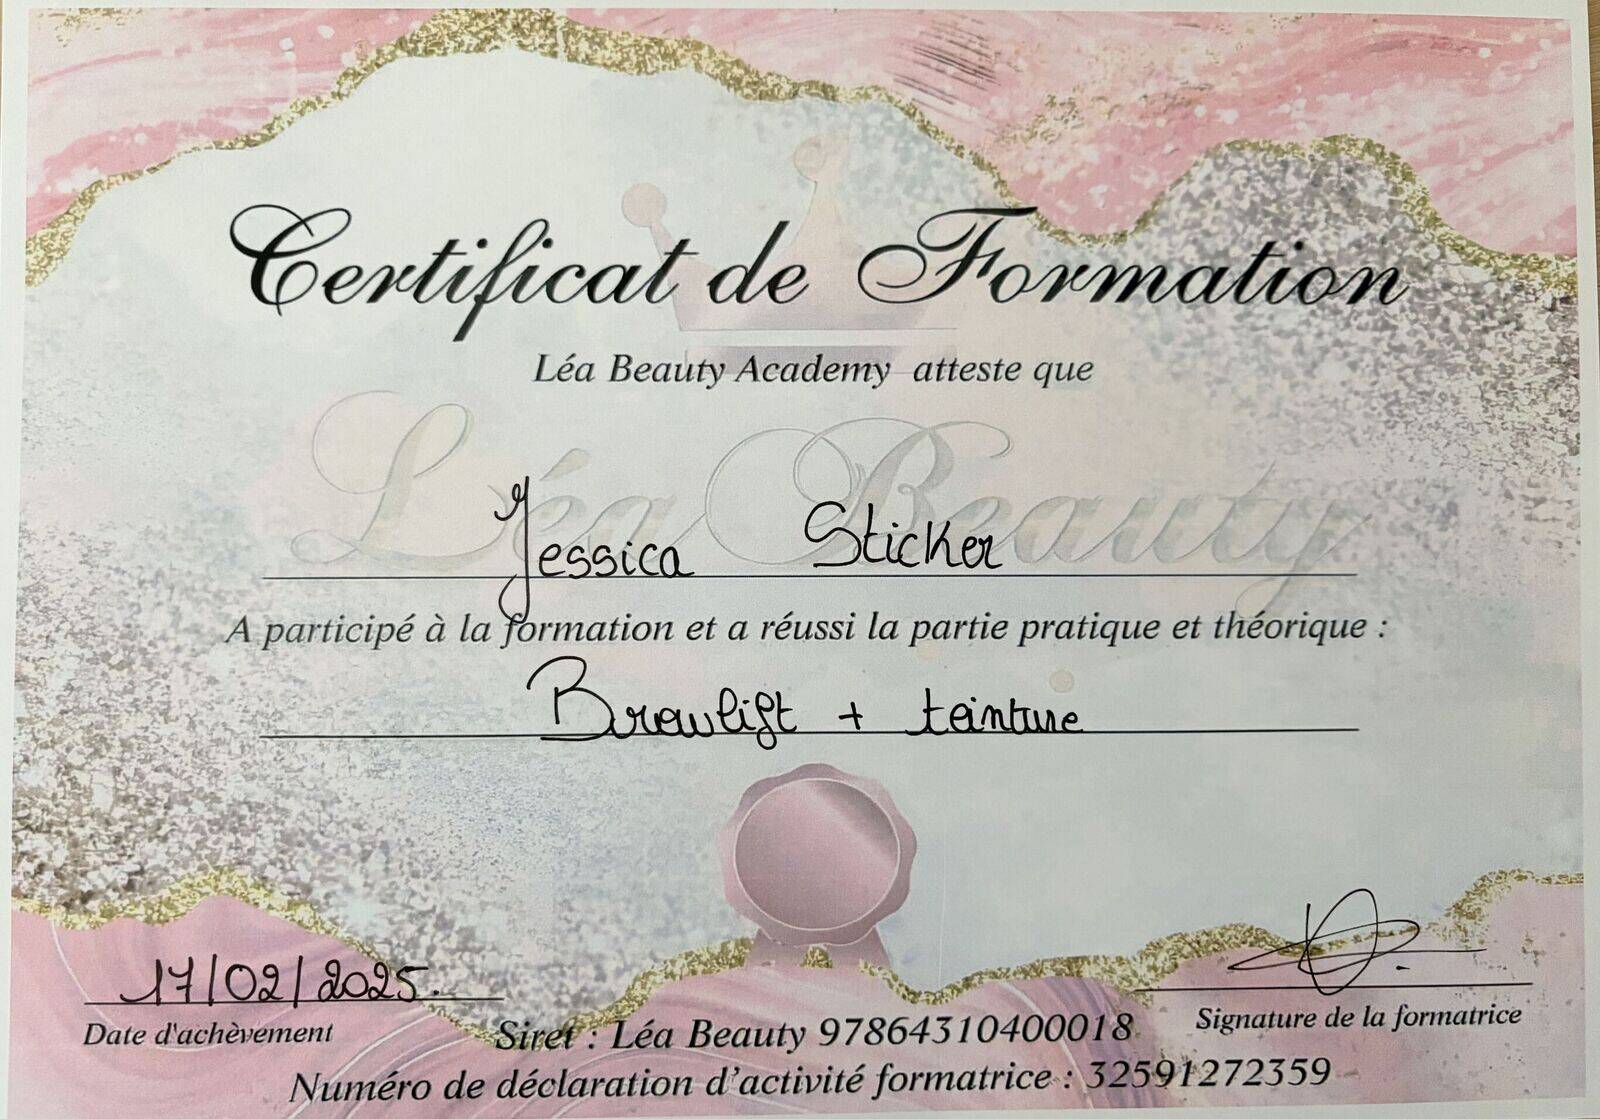 Certificat de Formation
Léa Beauty Academy atteste que
Léa Beauty
Jessica Sticker
A participé à la formation et a réussi la partie pratique et théorique :
Browlift + teinture
17/02/2025.
Date d'achèvement
Signature de la formatrice
Siret : Léa Beauty 97864310400018
Numéro de déclaration d'activité formatrice : 32591272359